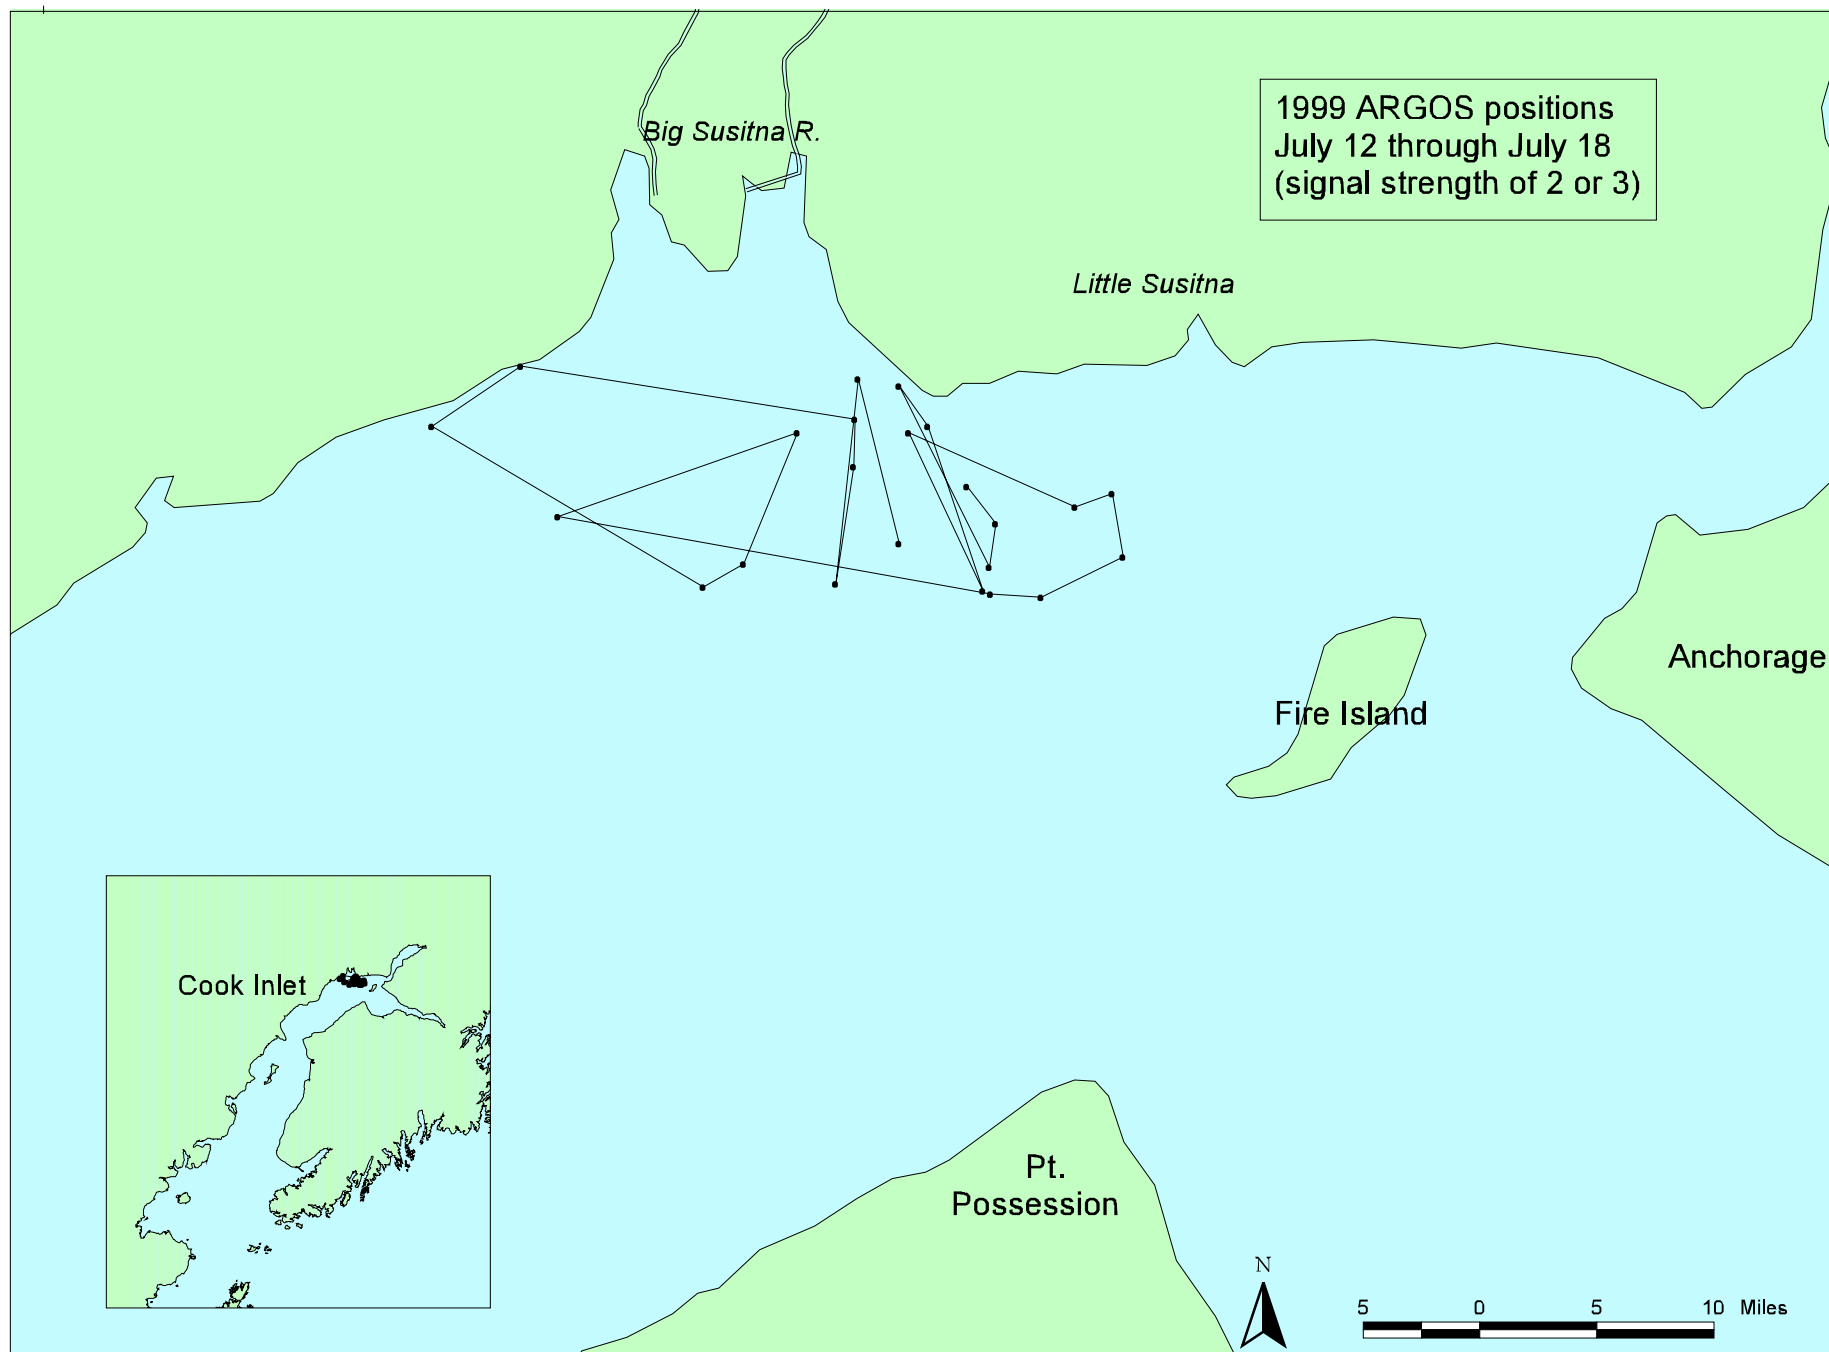 1999 ARGOS positions
July 12 through July 18
(signal strength of 2 or 3)
Big Susitna R.
Little Susitna
Anchorage
Fire Island
Cook Inlet
Pt.
Possession
N
5 0 5 10 Miles